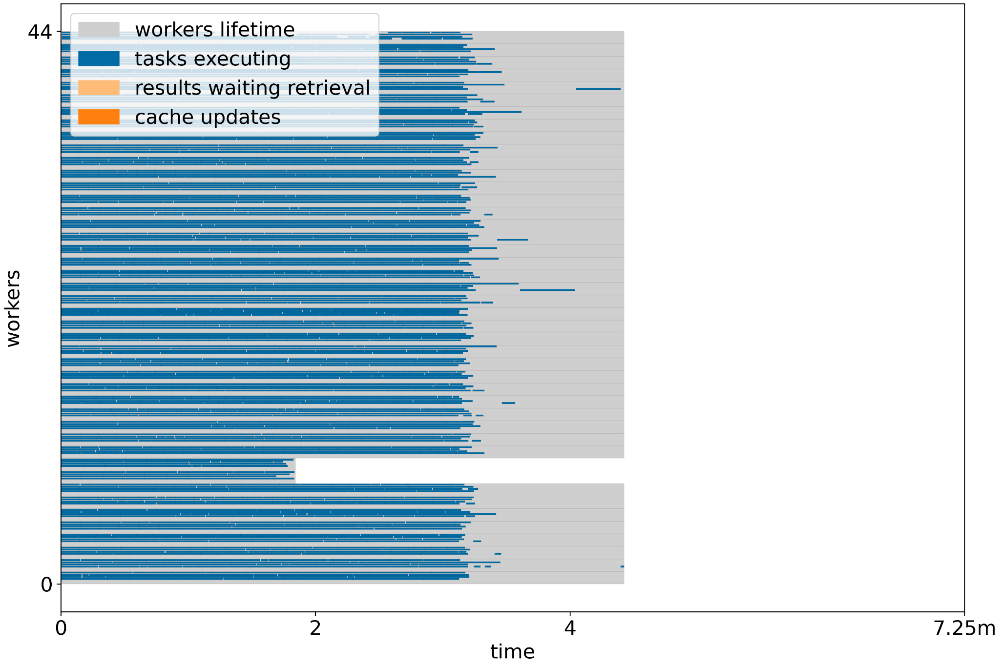 workers lifetime
tasks executing
results waiting retrieval
cache updates
44
workers
0
0
2
4
7.25m
time